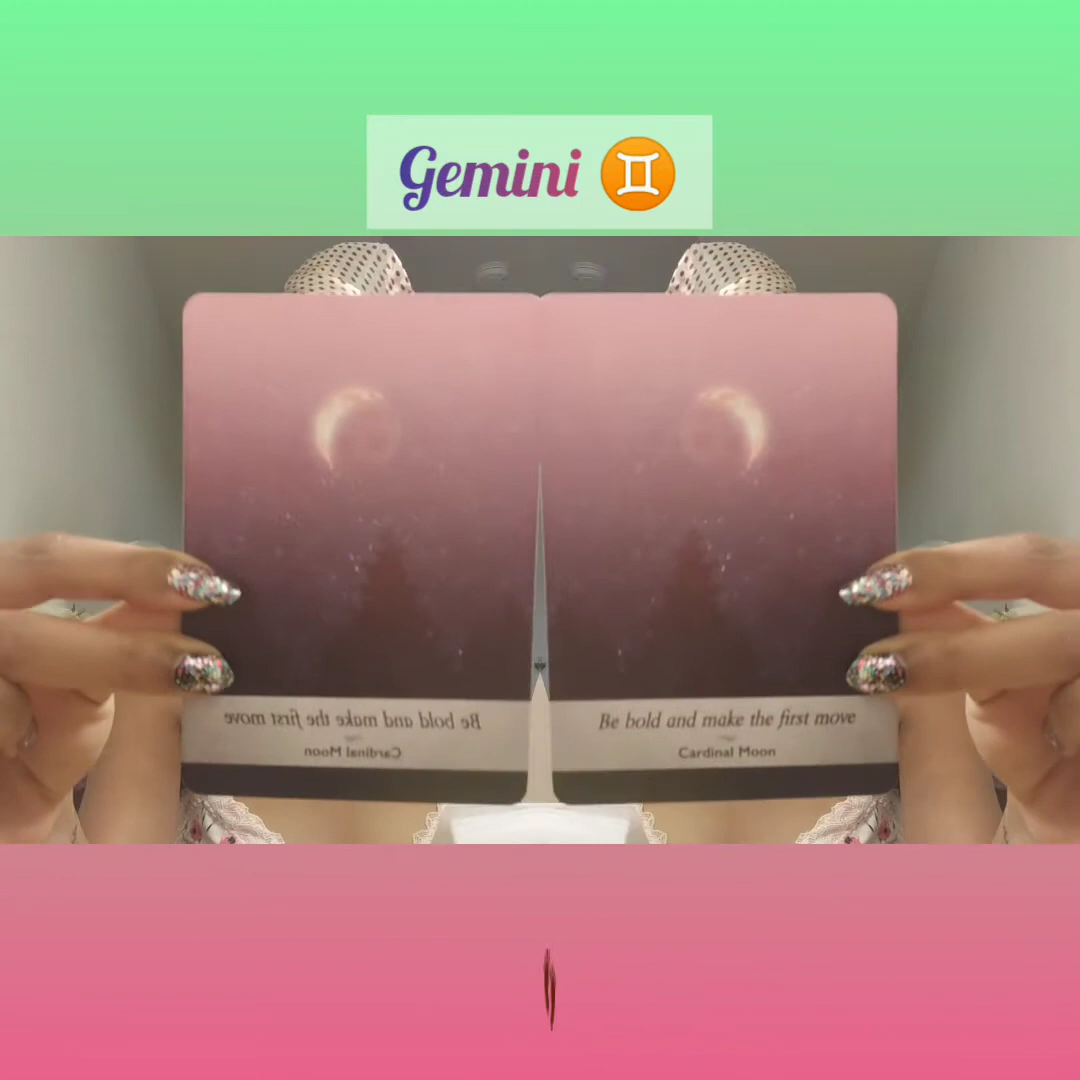 Gemini ♊
Be bold and make the first move
Cardinal Moon
Be bold and make the first move
Cardinal Moon